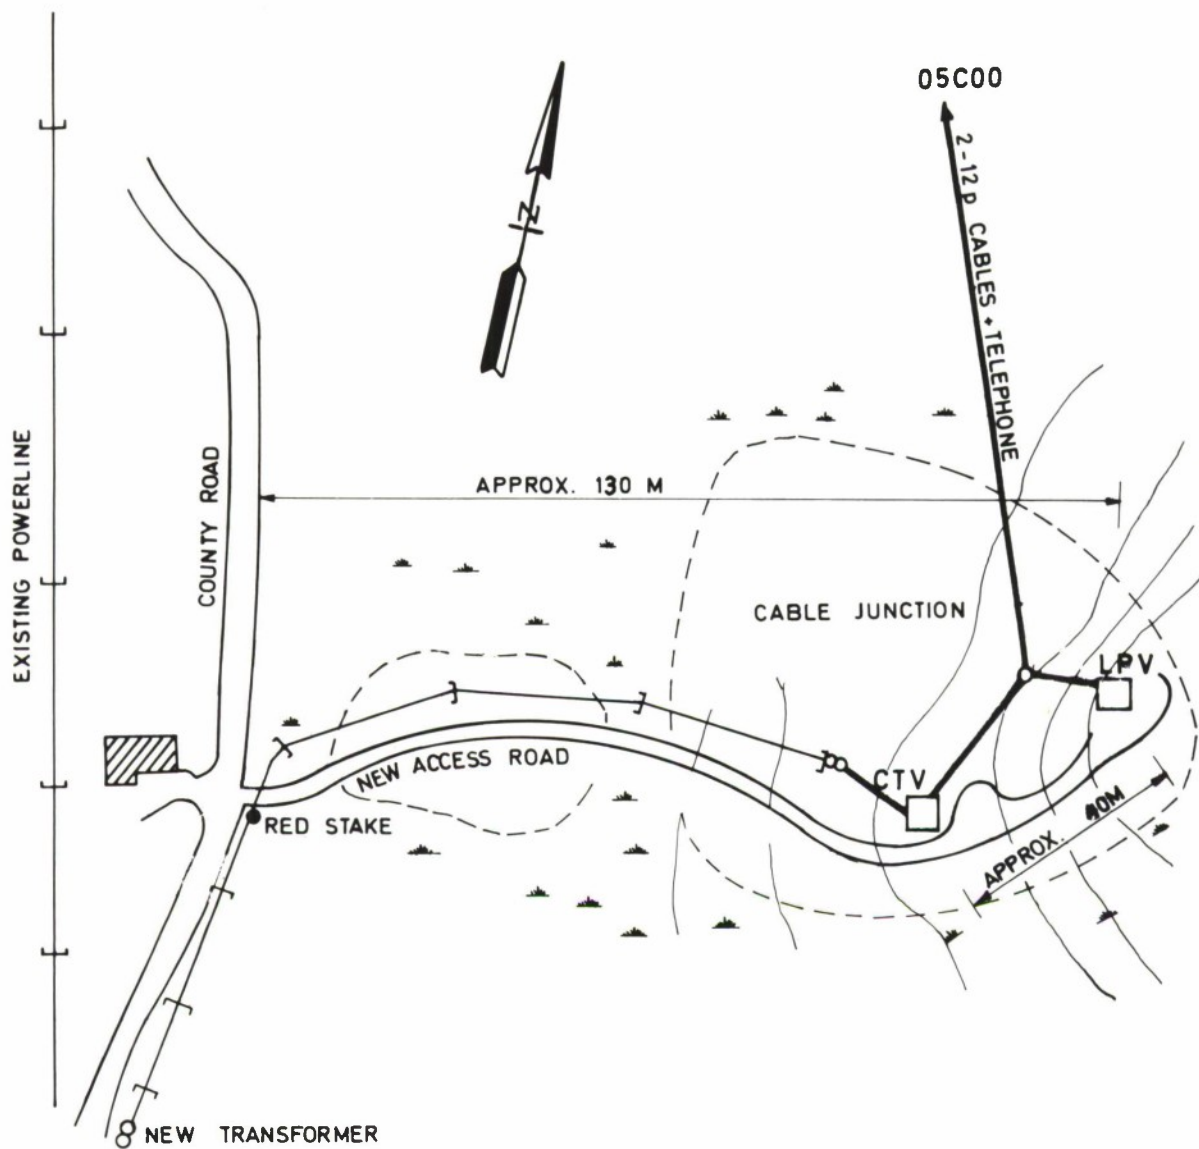 05C00
2-12 p CABLES + TELEPHONE
N
EXISTING POWERLINE
COUNTY ROAD
APPROX. 130 M
CABLE JUNCTION
LPV
NEW ACCESS ROAD
CTV
RED STAKE
APPROX. 40M
NEW TRANSFORMER